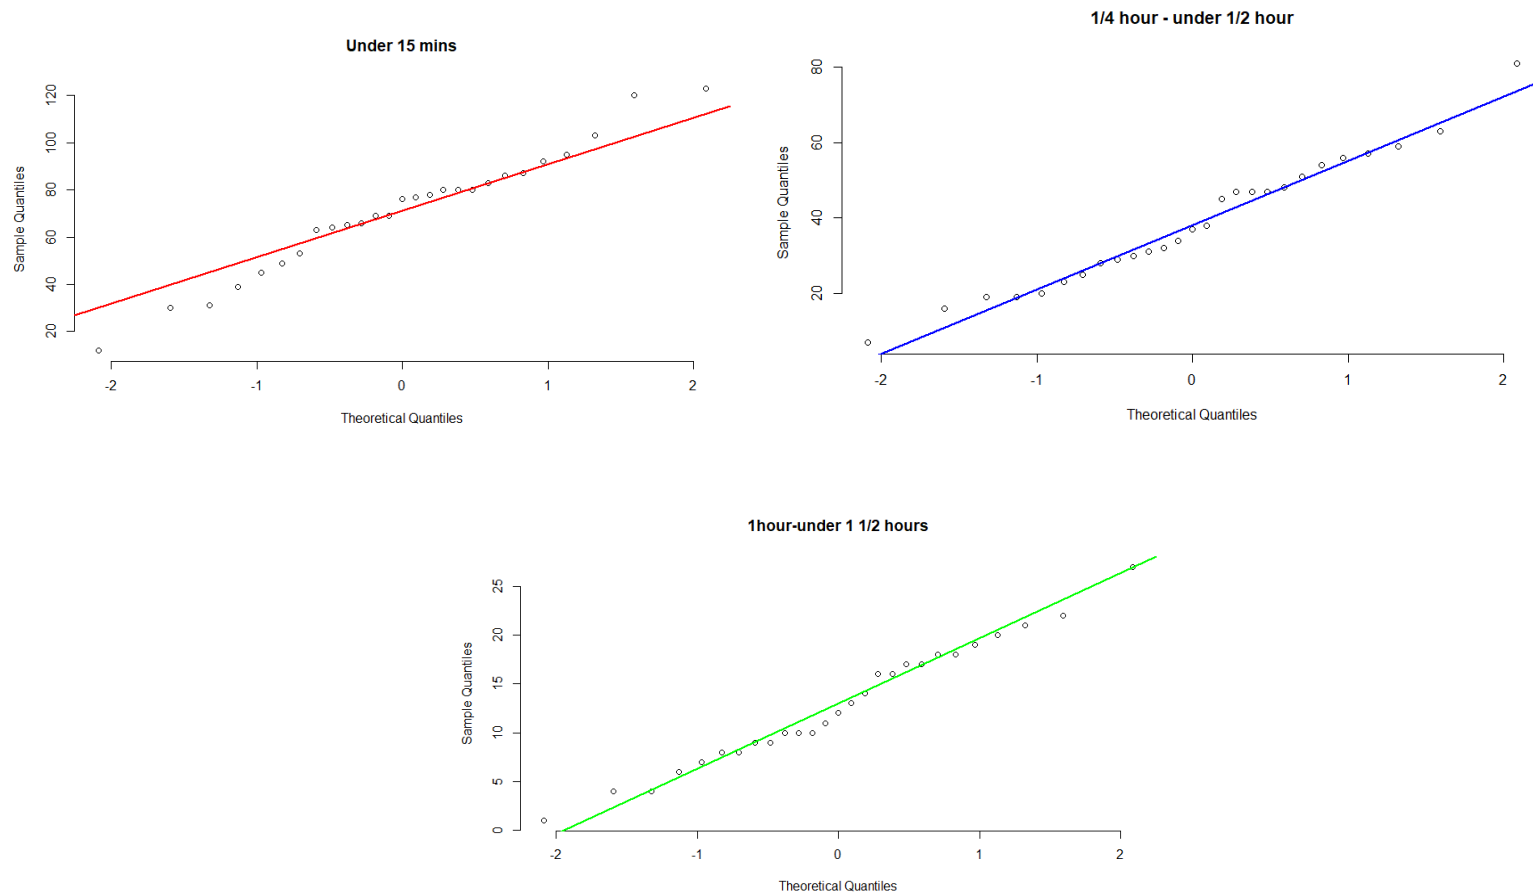 Under 15 mins
Sample Quantiles
120
100
80
60
40
20
-2 -1 0 1 2
Theoretical Quantiles
1/4 hour - under 1/2 hour
Sample Quantiles
80
60
40
20
-2 -1 0 1 2
Theoretical Quantiles
1hour-under 1 1/2 hours
Sample Quantiles
25
20
15
10
5
0
-2 -1 0 1 2
Theoretical Quantiles